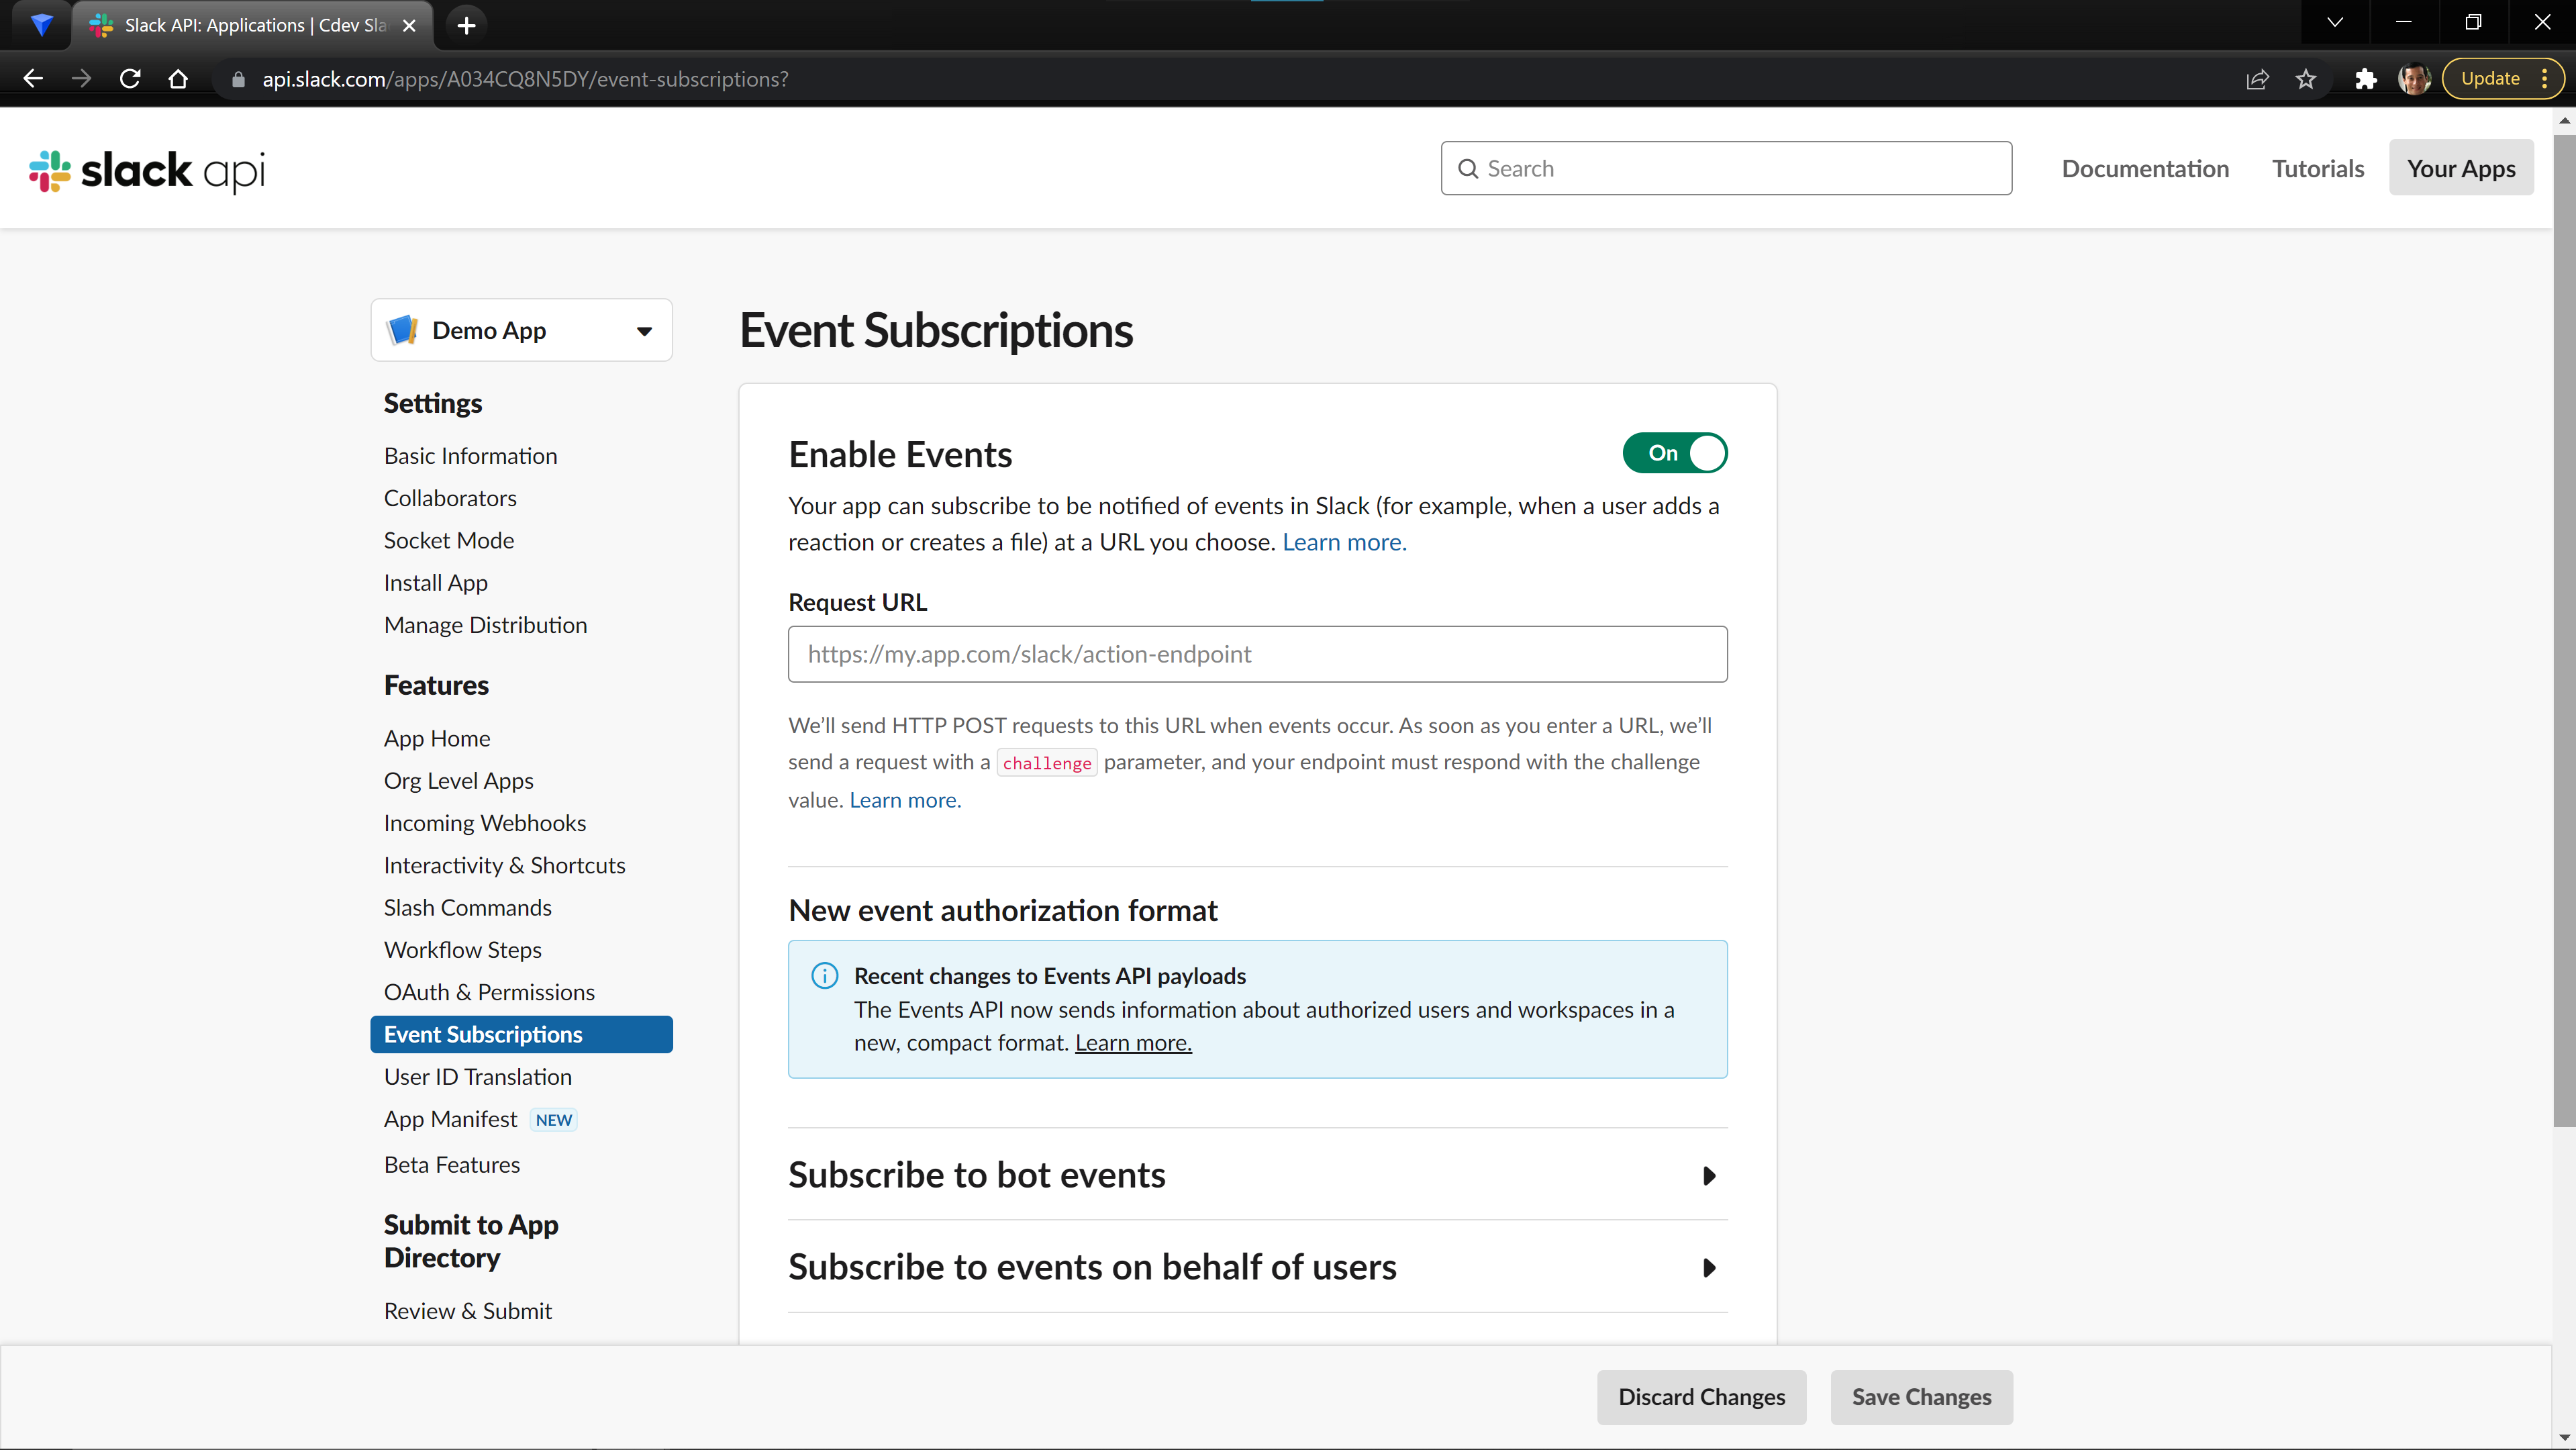 Slack API: Applications | Cdev Sla
api.slack.com/apps/A034CQ8N5DY/event-subscriptions?
Update
slack api
Search
Documentation
Tutorials
Your Apps
Demo App
Settings
Basic Information
Collaborators
Socket Mode
Install App
Manage Distribution
Features
App Home
Org Level Apps
Incoming Webhooks
Interactivity & Shortcuts
Slash Commands
Workflow Steps
OAuth & Permissions
Event Subscriptions
User ID Translation
App Manifest NEW
Beta Features
Submit to App
Directory
Review & Submit
Event Subscriptions
Enable Events
On
Your app can subscribe to be notified of events in Slack (for example, when a user adds a
reaction or creates a file) at a URL you choose. Learn more.
Request URL
https://my.app.com/slack/action-endpoint
We’ll send HTTP POST requests to this URL when events occur. As soon as you enter a URL, we’ll
send a request with a challenge parameter, and your endpoint must respond with the challenge
value. Learn more.
New event authorization format
Recent changes to Events API payloads
The Events API now sends information about authorized users and workspaces in a
new, compact format. Learn more.
Subscribe to bot events
Subscribe to events on behalf of users
Discard Changes
Save Changes